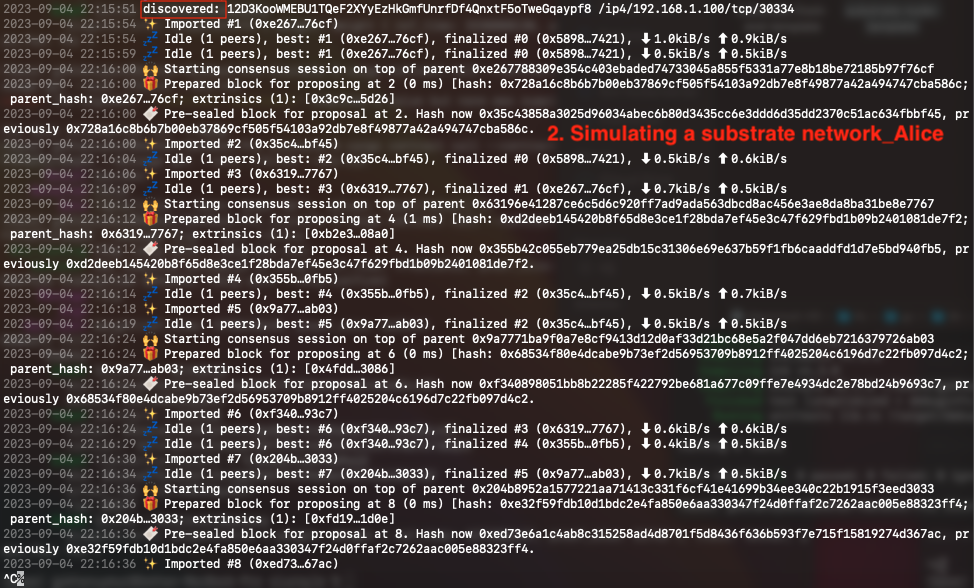 2023-09-04 22:15:51 discovered: 12D3KooWMEBU1TQeF2XYyEzHkGmfUnrfDf4QnxtF5oTweGqaypf8 /ip4/192.168.1.100/tcp/30334
2023-09-04 22:15:54 ✨ Imported #1 (0xe267…76cf)
2023-09-04 22:15:54 💤 Idle (1 peers), best: #1 (0xe267…76cf), finalized #0 (0x5898…7421), ⬇ 1.0kiB/s ⬆ 0.9kiB/s
2023-09-04 22:15:59 💤 Idle (1 peers), best: #1 (0xe267…76cf), finalized #0 (0x5898…7421), ⬇ 0.5kiB/s ⬆ 0.5kiB/s
2023-09-04 22:16:00 🙌 Starting consensus session on top of parent 0xe267788309e354c403ebaded74733045a855f5331a77e8b18be72185b97f76cf
2023-09-04 22:16:00 🎁 Prepared block for proposal at 2 (0 ms) [hash: 0x728a16c8b6b7b00eb37869cf505f54103a92db7e8f49877a42a494747cba586c;
parent_hash: 0xe267…76cf; extrinsics (1): [0x3c9c…5d26]
2023-09-04 22:16:00 🔖 Pre-sealed block for proposal at 2. Hash now 0x35c43858a3025d96034abec6b80d3435cc6e3ddd6d35dd2370c51ac634fbbf45, pr
eviously 0x728a16c8b6b7b00eb37869cf505f54103a92db7e8f49877a42a494747cba586c.
2. Simulating a substrate network_Alice
2023-09-04 22:16:00 ✨ Imported #2 (0x35c4…bf45)
2023-09-04 22:16:04 💤 Idle (1 peers), best: #2 (0x35c4…bf45), finalized #0 (0x5898…7421), ⬇ 0.5kiB/s ⬆ 0.6kiB/s
2023-09-04 22:16:06 ✨ Imported #3 (0x6319…7767)
2023-09-04 22:16:09 💤 Idle (1 peers), best: #3 (0x6319…7767), finalized #1 (0xe267…76cf), ⬇ 0.7kiB/s ⬆ 0.5kiB/s
2023-09-04 22:16:12 🙌 Starting consensus session on top of parent 0x63196e41287ce6c5d6c920ff7ad9ada563dbcd8ac456e3ae8da8ba31be8e7767
2023-09-04 22:16:12 🎁 Prepared block for proposal at 4 (1 ms) [hash: 0xd2deeb145420b8f65d8e3ce1f28bda7ef45e3c47f629fbd1b09b2401081de7f2;
parent_hash: 0x6319…7767; extrinsics (1): [0xb2e3…08a0]
2023-09-04 22:16:12 🔖 Pre-sealed block for proposal at 4. Hash now 0x355b42c055eb779ea25db15c31306e69e637b59f1fb6caaddfd1d7e5bd940fb5, pr
eviously 0xd2deeb145420b8f65d8e3ce1f28bda7ef45e3c47f629fbd1b09b2401081de7f2.
2023-09-04 22:16:12 ✨ Imported #4 (0x355b…0fb5)
2023-09-04 22:16:14 💤 Idle (1 peers), best: #4 (0x355b…0fb5), finalized #2 (0x35c4…bf45), ⬇ 0.5kiB/s ⬆ 0.7kiB/s
2023-09-04 22:16:18 ✨ Imported #5 (0x9a77…ab03)
2023-09-04 22:16:19 💤 Idle (1 peers), best: #5 (0x9a77…ab03), finalized #2 (0x35c4…bf45), ⬇ 0.5kiB/s ⬆ 0.5kiB/s
2023-09-04 22:16:24 🙌 Starting consensus session on top of parent 0x9a7771ba9f0a7e8cf9413d12d0af33d21bc68e5a2f047dd6eb7216379726ab03
2023-09-04 22:16:24 🎁 Prepared block for proposal at 6 (0 ms) [hash: 0x68534f80e4dcabe9b73ef2d56953709b8912ff4025204c6196d7c22fb097d4c2;
parent_hash: 0x9a77…ab03; extrinsics (1): [0x4fdd…3086]
2023-09-04 22:16:24 🔖 Pre-sealed block for proposal at 6. Hash now 0xf340898051bb8b22285f422792be681a677c09ffe7e4934dc2e78bd24b9693c7, pr
eviously 0x68534f80e4dcabe9b73ef2d56953709b8912ff4025204c6196d7c22fb097d4c2.
2023-09-04 22:16:24 ✨ Imported #6 (0xf340…93c7)
2023-09-04 22:16:24 💤 Idle (1 peers), best: #6 (0xf340…93c7), finalized #3 (0x6319…7767), ⬇ 0.6kiB/s ⬆ 0.6kiB/s
2023-09-04 22:16:29 💤 Idle (1 peers), best: #6 (0xf340…93c7), finalized #4 (0x355b…0fb5), ⬇ 0.4kiB/s ⬆ 0.5kiB/s
2023-09-04 22:16:30 ✨ Imported #7 (0x204b…3033)
2023-09-04 22:16:34 💤 Idle (1 peers), best: #7 (0x204b…3033), finalized #5 (0x9a77…ab03), ⬇ 0.7kiB/s ⬆ 0.5kiB/s
2023-09-04 22:16:36 🙌 Starting consensus session on top of parent 0x204b8952a1577221aa71413c331f6cf41e41699b34ee340c22b1915f3eed3033
2023-09-04 22:16:36 🎁 Prepared block for proposal at 8 (0 ms) [hash: 0xe32f59fdb10d1bdc2e4fa850e6aa330347f24d0ffaf2c7262aac005e88323ff4;
parent_hash: 0x204b…3033; extrinsics (1): [0xfd19…1d0e]
2023-09-04 22:16:36 🔖 Pre-sealed block for proposal at 8. Hash now 0xed73e6a1c4ab8c315258ad4d8701f5d8436f636b593f7e715f15819274d367ac, pr
eviously 0xe32f59fdb10d1bdc2e4fa850e6aa330347f24d0ffaf2c7262aac005e88323ff4.
2023-09-04 22:16:36 ✨ Imported #8 (0xed73…67ac)
^C%